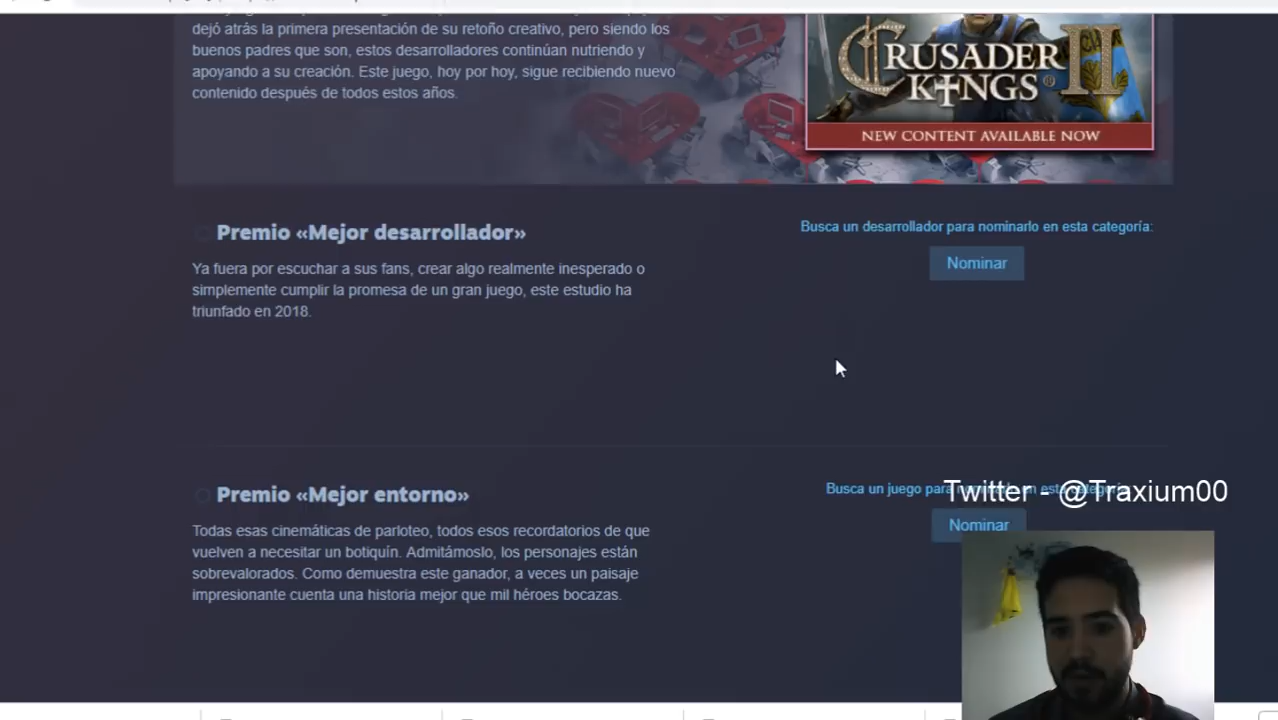 dejó atrás la primera presentación de su retoño creativo, pero siendo los
buenos padres que son, estos desarrolladores continúan nutriendo y
apoyando a su creación. Este juego, hoy por hoy, sigue recibiendo nuevo
contenido después de todos estos años.
CRUSADER
KINGS II
NEW CONTENT AVAILABLE NOW
Premio «Mejor desarrollador»
Busca un desarrollador para nominarlo en esta categoría:
Nominar
Ya fuera por escuchar a sus fans, crear algo realmente inesperado o
simplemente cumplir la promesa de un gran juego, este estudio ha
triunfado en 2018.
Premio «Mejor entorno»
Busca un juego para nominarlo en esta categoría:
Twitter - @Traxium00
Nominar
Todas esas cinemáticas de parloteo, todos esos recordatorios de que
vuelven a necesitar un botiquín. Admitámoslo, los personajes están
sobrevalorados. Como demuestra este ganador, a veces un paisaje
impresionante cuenta una historia mejor que mil héroes bocazas.